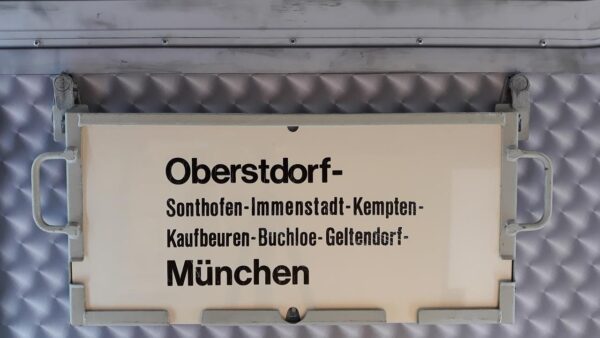 Oberstdorf-
Sonthofen-Immenstadt-Kempten-
Kaufbeuren-Buchloe-Geltendorf-
München